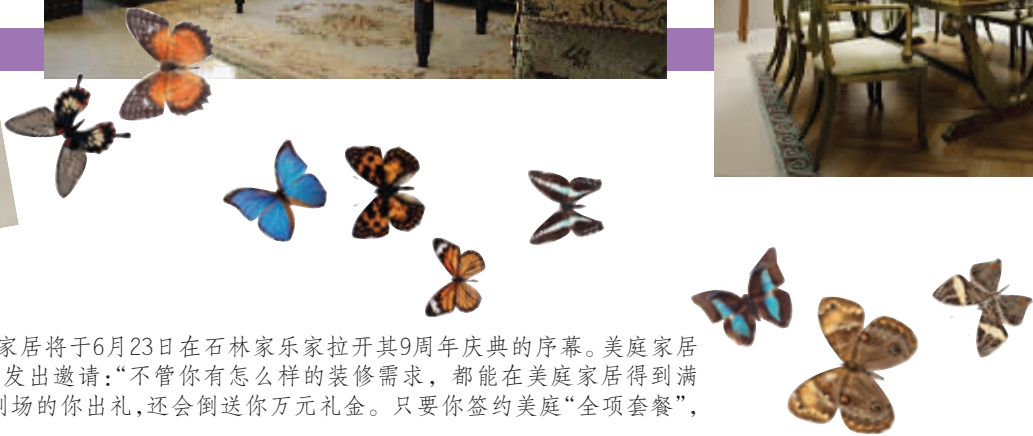 家居将于6月23日在石林家乐家拉开其9周年庆典的序幕。美庭家居
发出邀请：“不管你有怎么样的装修需求，都能在美庭家居得到满
场的你出礼，还会倒送你万元礼金。只要你签约美庭“全项套餐”，